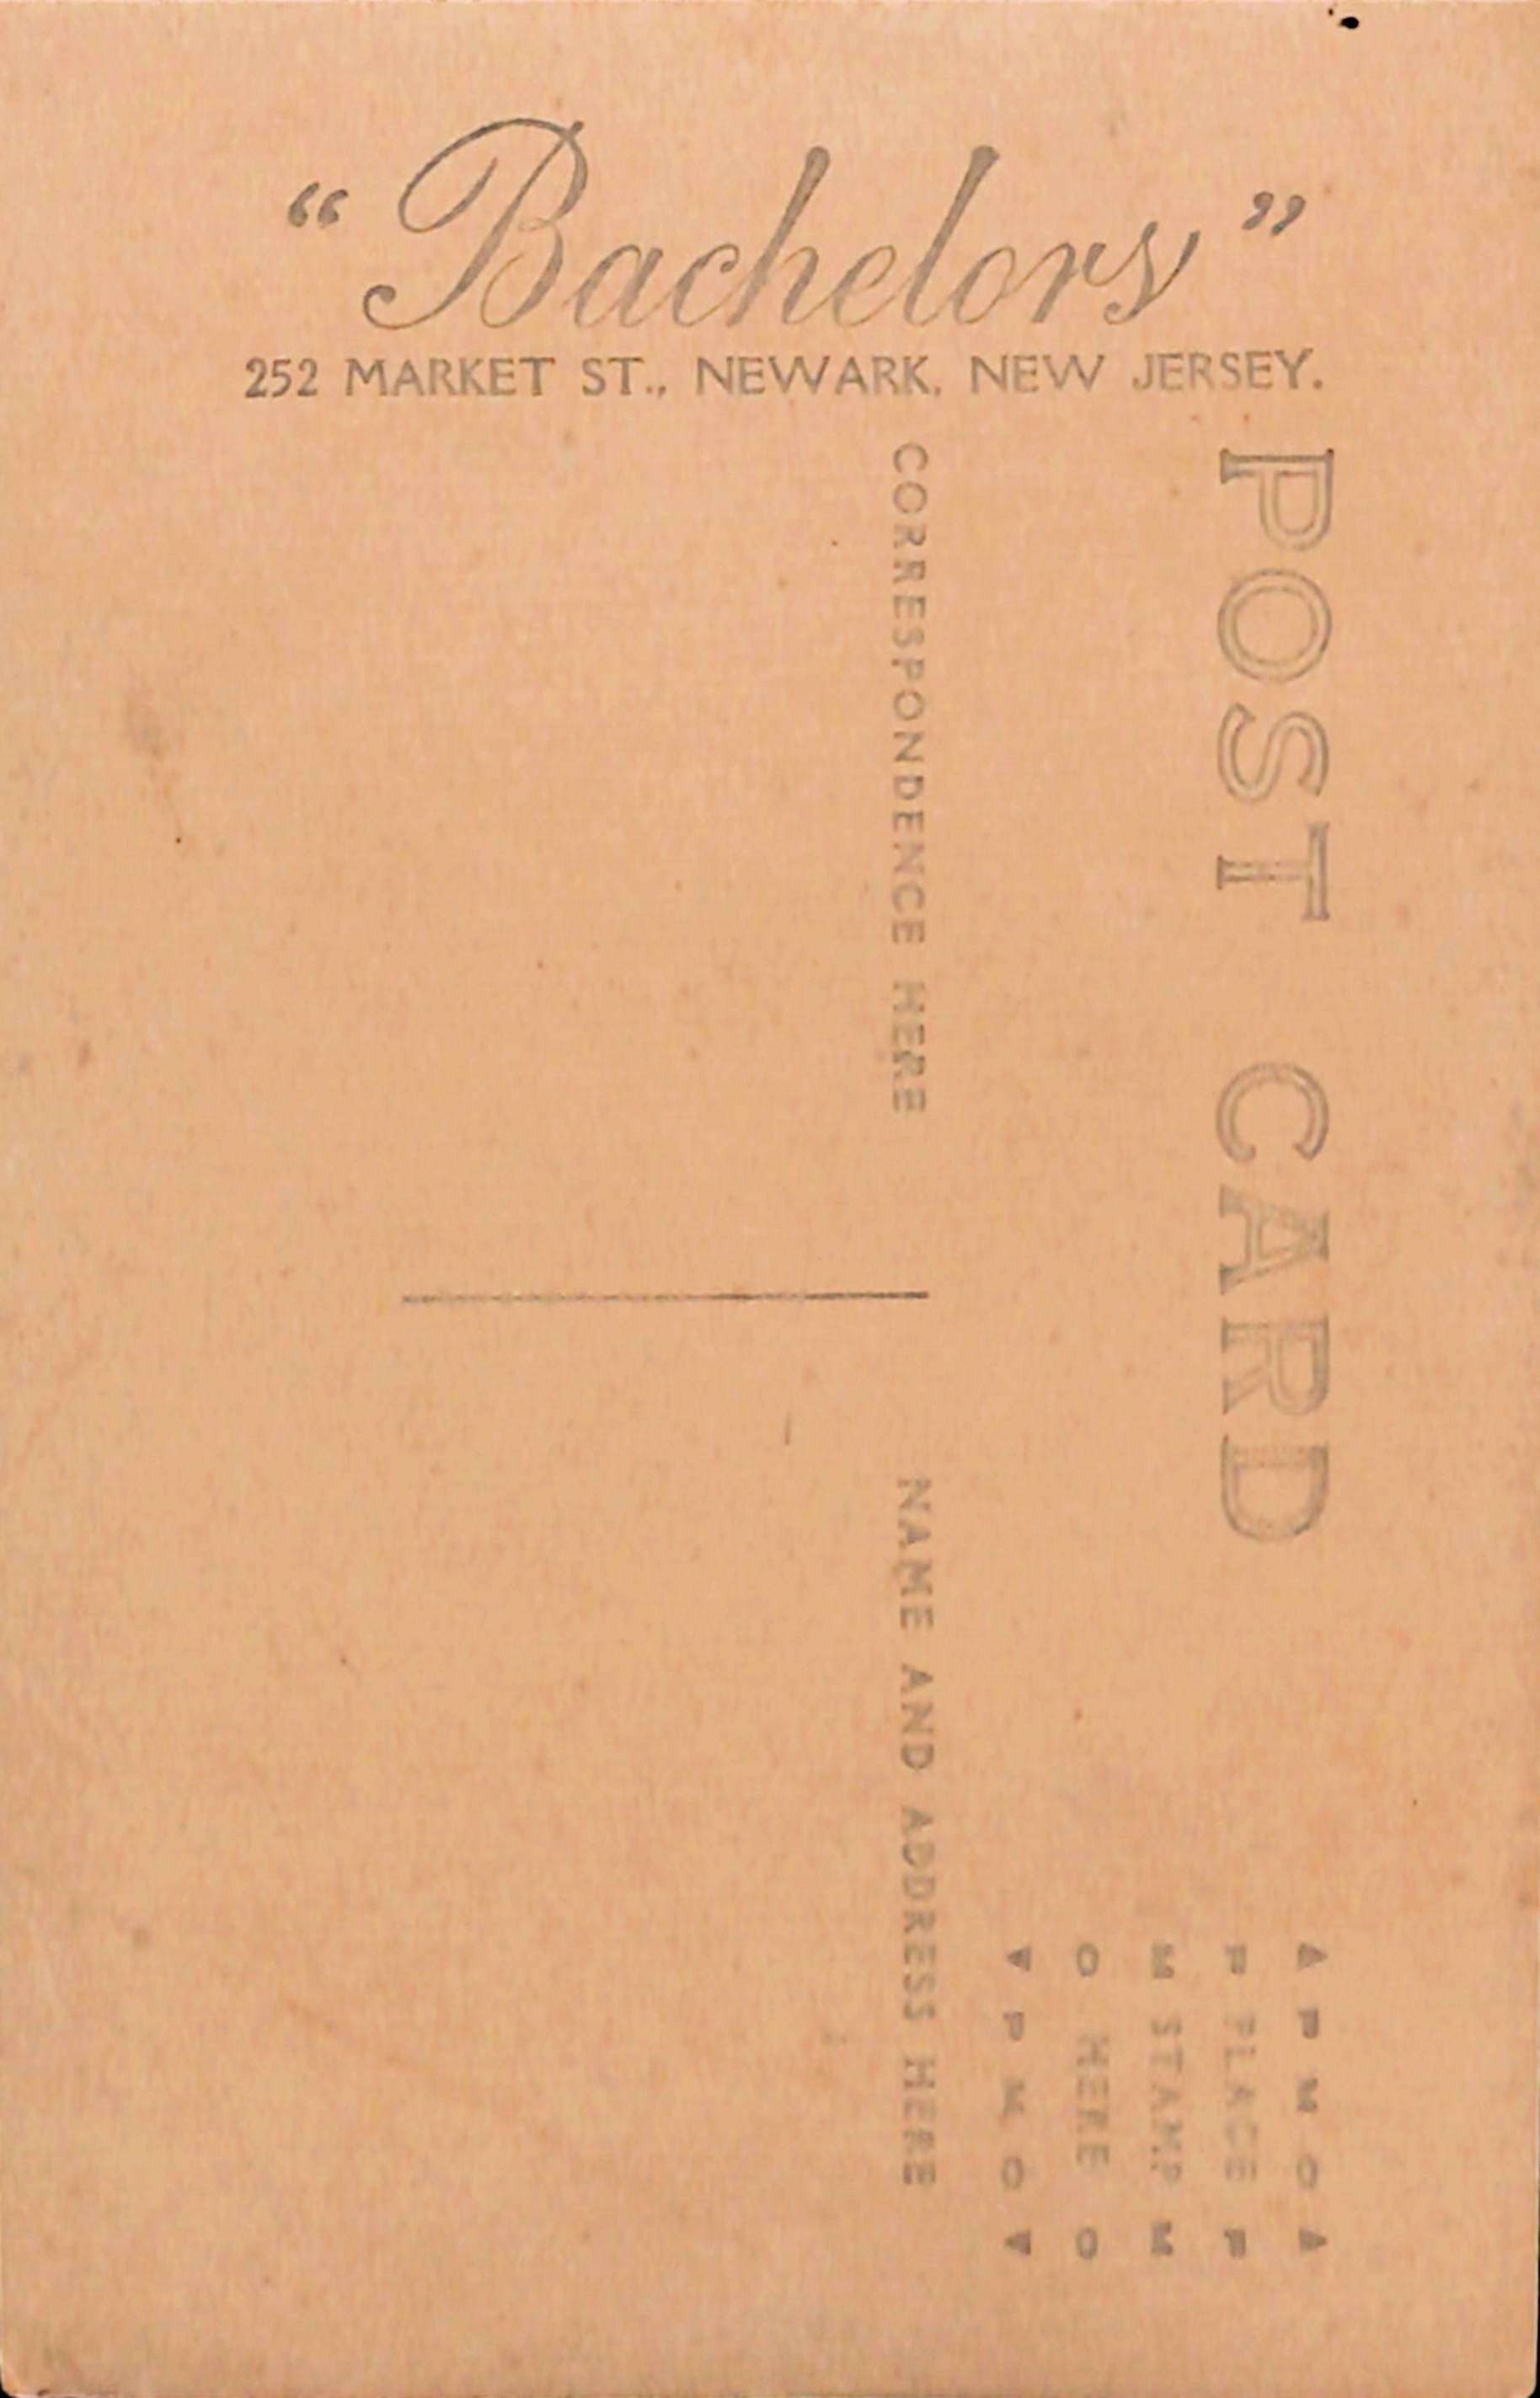 “Bachelors”
252 MARKET ST., NEWARK, NEW JERSEY.
POST CARD
CORRESPONDENCE HERE
NAME AND ADDRESS HERE
▲ P M O ▲
P PLACE P
M STAMP M
O HERE O
▼ P M O ▼